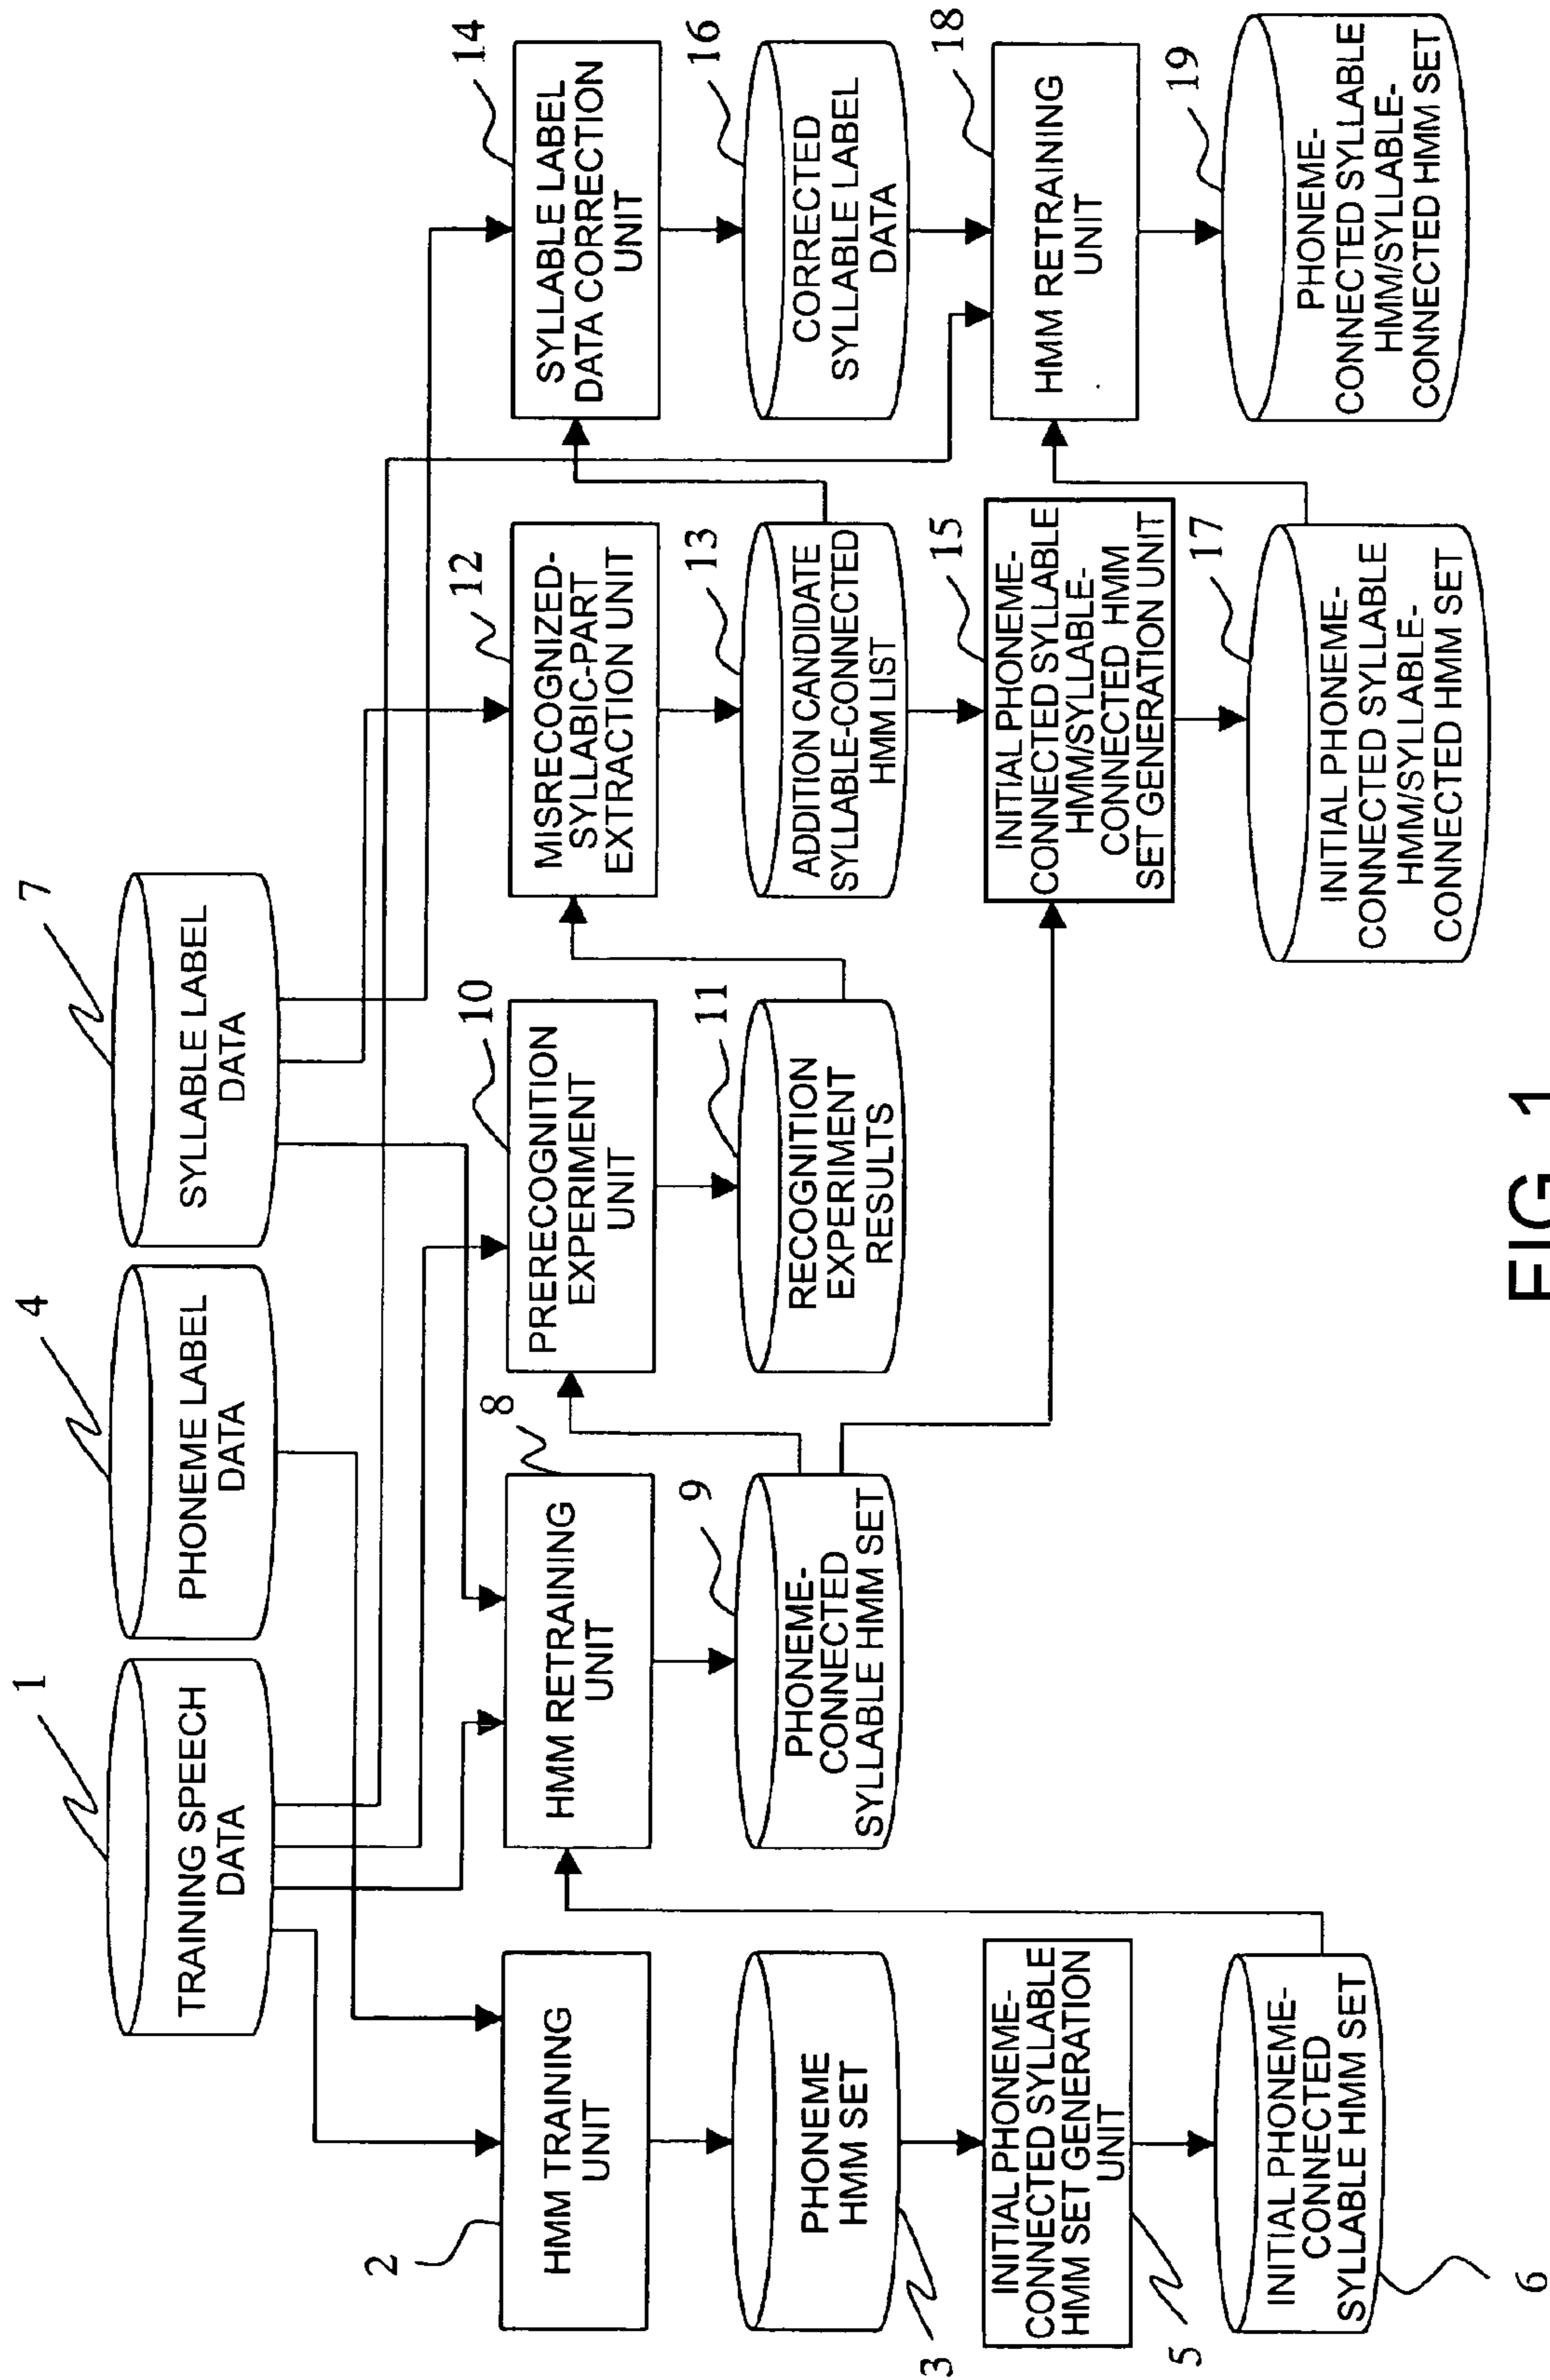 1
TRAINING SPEECH
DATA
4
PHONEME LABEL
DATA
7
SYLLABLE LABEL
DATA
2
HMM TRAINING
UNIT
8
HMM RETRAINING
UNIT
10
PRERECOGNITION
EXPERIMENT
UNIT
12
MISRECOGNIZED-
SYLLABIC-PART
EXTRACTION UNIT
14
SYLLABLE LABEL
DATA CORRECTION
UNIT
3
PHONEME
HMM SET
9
PHONEME-
CONNECTED
SYLLABLE HMM SET
11
RECOGNITION
EXPERIMENT
RESULTS
13
ADDITION CANDIDATE
SYLLABLE-CONNECTED
HMM LIST
16
CORRECTED
SYLLABLE LABEL
DATA
5
INITIAL PHONEME-
CONNECTED SYLLABLE
HMM SET GENERATION
UNIT
15
INITIAL PHONEME-
CONNECTED SYLLABLE
HMM/SYLLABLE-
CONNECTED HMM
SET GENERATION UNIT
18
HMM RETRAINING
UNIT
6
INITIAL PHONEME-
CONNECTED
SYLLABLE HMM SET
17
INITIAL PHONEME-
CONNECTED SYLLABLE
HMM/SYLLABLE-
CONNECTED HMM SET
19
PHONEME-
CONNECTED SYLLABLE
HMM/SYLLABLE-
CONNECTED HMM SET
FIG.1